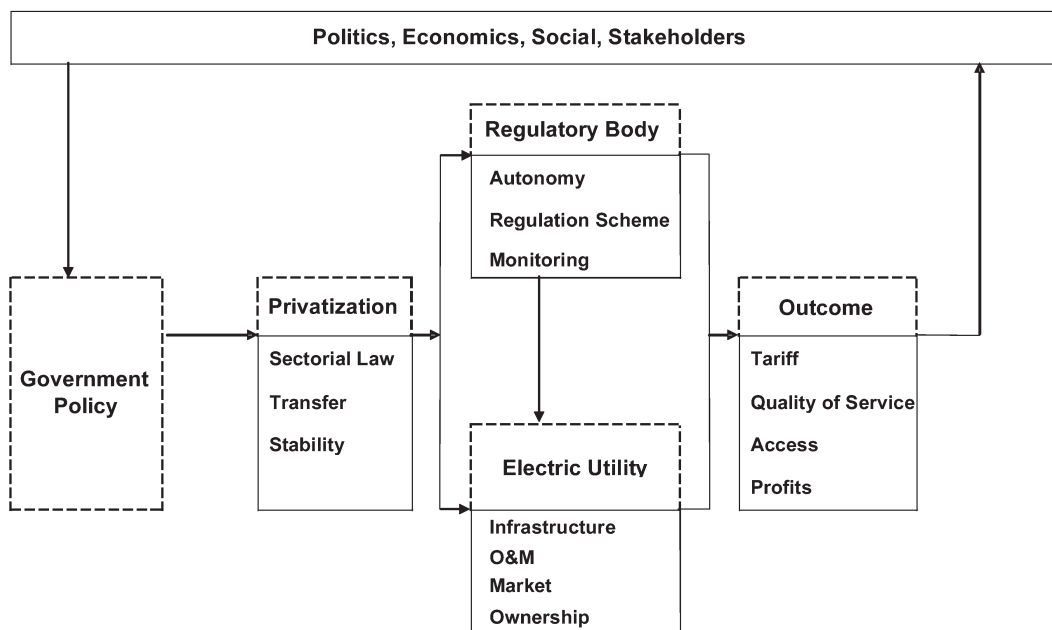 Politics, Economics, Social, Stakeholders
Regulatory Body
Autonomy
Regulation Scheme
Monitoring
Government
Policy
Privatization
Sectorial Law
Transfer
Stability
Electric Utility
Infrastructure
O&M
Market
Ownership
Outcome
Tariff
Quality of Service
Access
Profits